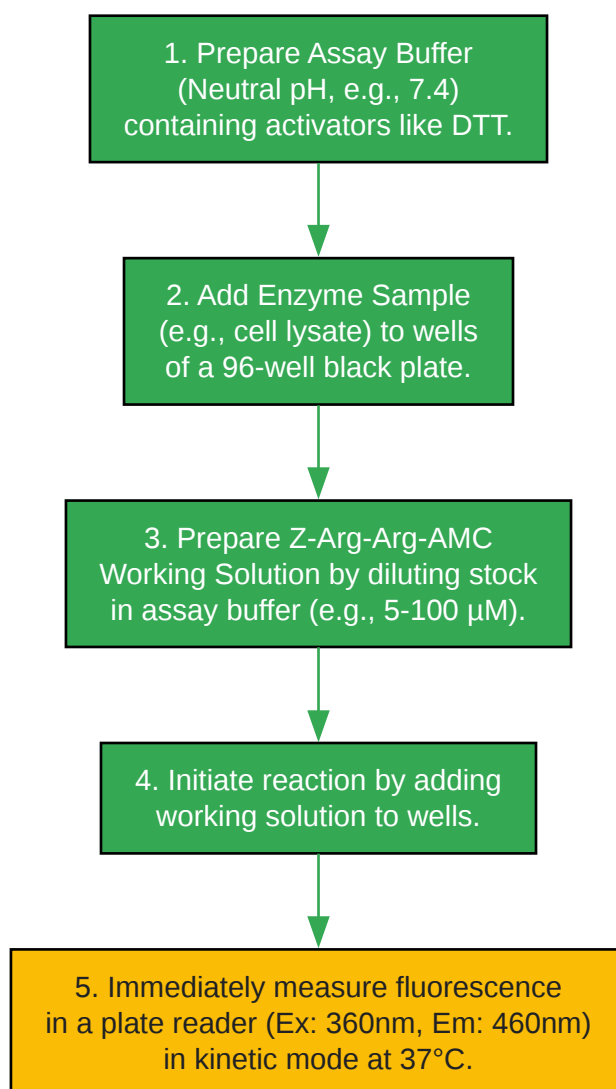 1. Prepare Assay Buffer
(Neutral pH, e.g., 7.4)
containing activators like DTT.
2. Add Enzyme Sample
(e.g., cell lysate) to wells
of a 96-well black plate.
3. Prepare Z-Arg-Arg-AMC
Working Solution by diluting stock
in assay buffer (e.g., 5-100 µM).
4. Initiate reaction by adding
working solution to wells.
5. Immediately measure fluorescence
in a plate reader (Ex: 360nm, Em: 460nm)
in kinetic mode at 37°C.